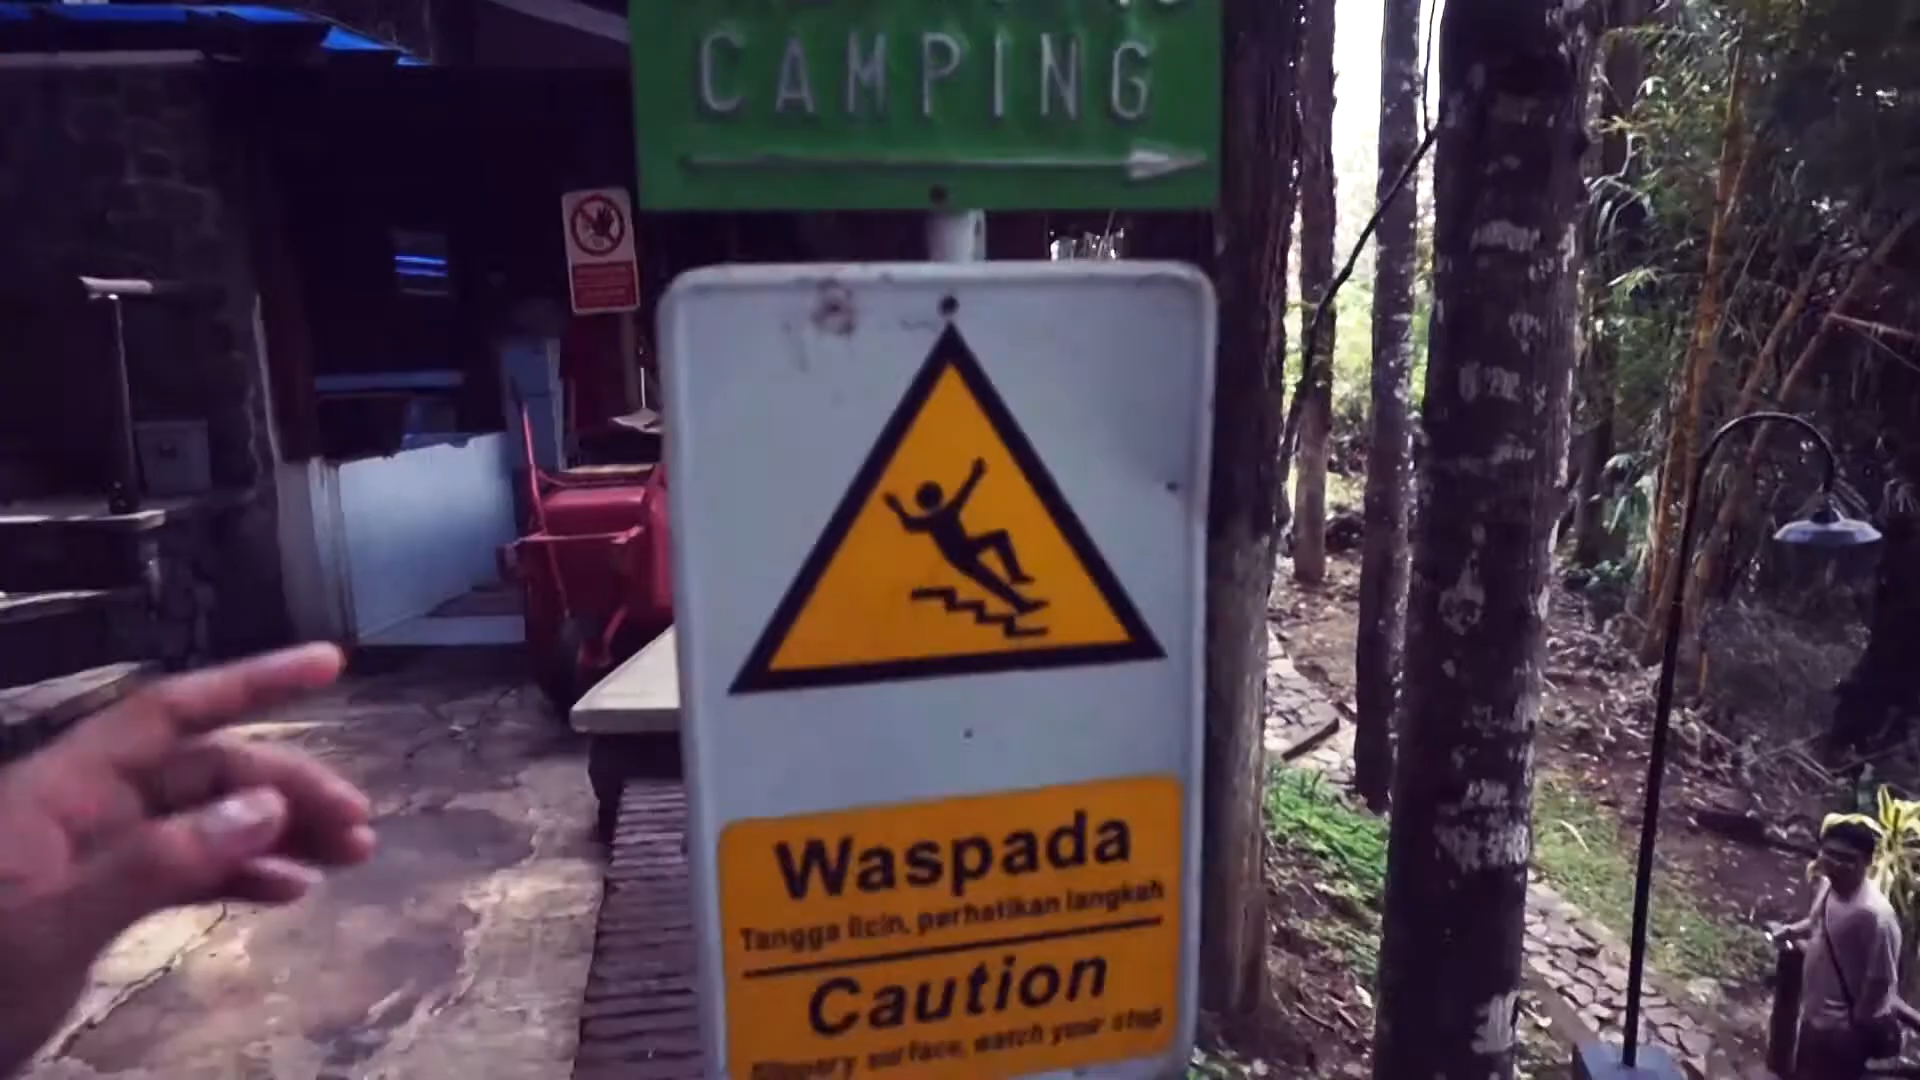 CAMPING
Waspada
Tangga licin, perhatikan langkah
Caution
Slippery surface, watch your step